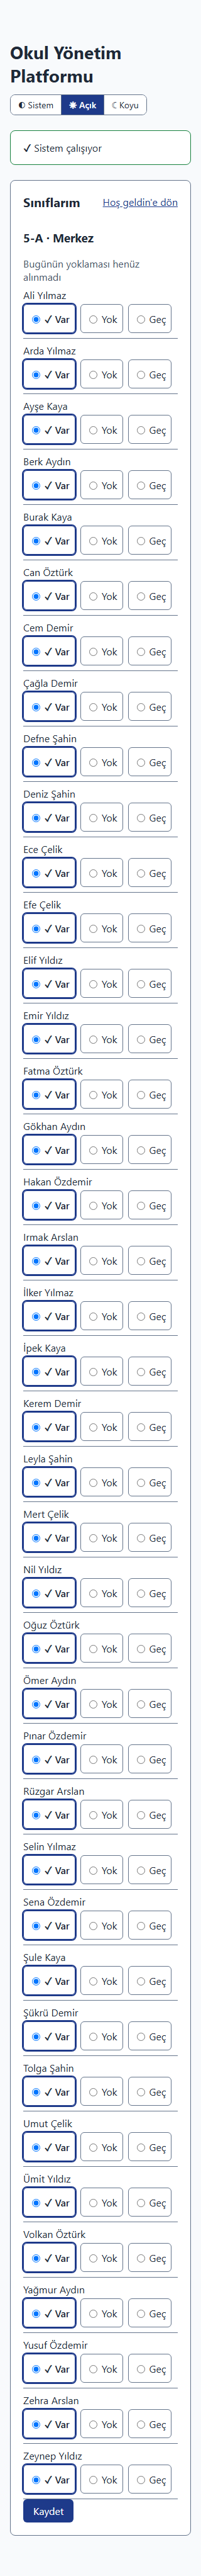 Okul Yönetim
Platformu
◐ Sistem ☀ Açık ☾ Koyu
✓ Sistem çalışıyor
Sınıflarım Hoş geldin'e dön
5-A · Merkez
Bugünün yoklaması henüz
alınmadı
Ali Yılmaz
✓ Var Yok Geç
Arda Yılmaz
✓ Var Yok Geç
Ayşe Kaya
✓ Var Yok Geç
Berk Aydın
✓ Var Yok Geç
Burak Kaya
✓ Var Yok Geç
Can Öztürk
✓ Var Yok Geç
Cem Demir
✓ Var Yok Geç
Çağla Demir
✓ Var Yok Geç
Defne Şahin
✓ Var Yok Geç
Deniz Şahin
✓ Var Yok Geç
Ece Çelik
✓ Var Yok Geç
Efe Çelik
✓ Var Yok Geç
Elif Yıldız
✓ Var Yok Geç
Emir Yıldız
✓ Var Yok Geç
Fatma Öztürk
✓ Var Yok Geç
Gökhan Aydın
✓ Var Yok Geç
Hakan Özdemir
✓ Var Yok Geç
Irmak Arslan
✓ Var Yok Geç
İlker Yılmaz
✓ Var Yok Geç
İpek Kaya
✓ Var Yok Geç
Kerem Demir
✓ Var Yok Geç
Leyla Şahin
✓ Var Yok Geç
Mert Çelik
✓ Var Yok Geç
Nil Yıldız
✓ Var Yok Geç
Oğuz Öztürk
✓ Var Yok Geç
Ömer Aydın
✓ Var Yok Geç
Pınar Özdemir
✓ Var Yok Geç
Rüzgar Arslan
✓ Var Yok Geç
Selin Yılmaz
✓ Var Yok Geç
Sena Özdemir
✓ Var Yok Geç
Şule Kaya
✓ Var Yok Geç
Şükrü Demir
✓ Var Yok Geç
Tolga Şahin
✓ Var Yok Geç
Umut Çelik
✓ Var Yok Geç
Ümit Yıldız
✓ Var Yok Geç
Volkan Öztürk
✓ Var Yok Geç
Yağmur Aydın
✓ Var Yok Geç
Yusuf Özdemir
✓ Var Yok Geç
Zehra Arslan
✓ Var Yok Geç
Zeynep Yıldız
✓ Var Yok Geç
Kaydet